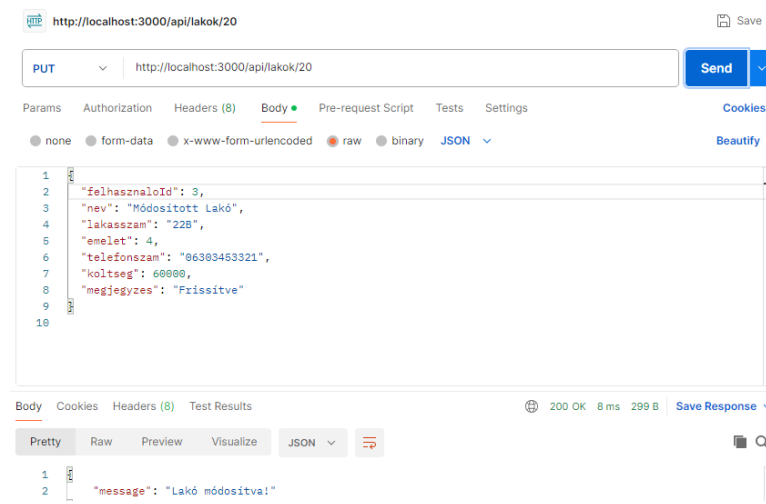 HTTP http://localhost:3000/api/lakok/20 Save
PUT http://localhost:3000/api/lakok/20 Send
Params Authorization Headers (8) Body Pre-request Script Tests Settings Cookies
none form-data x-www-form-urlencoded raw binary JSON Beautify
1 {
2 "felhasznaloId": 3,
3 "nev": "Módosított Lakó",
4 "lakasszam": "22B",
5 "emelet": 4,
6 "telefonszam": "06303453321",
7 "koltseg": 60000,
8 "megjegyzes": "Frissítve"
9 }
10
Body Cookies Headers (8) Test Results 200 OK 8 ms 299 B Save Response
Pretty Raw Preview Visualize JSON
1 {
2 "message": "Lakó módosítva!"